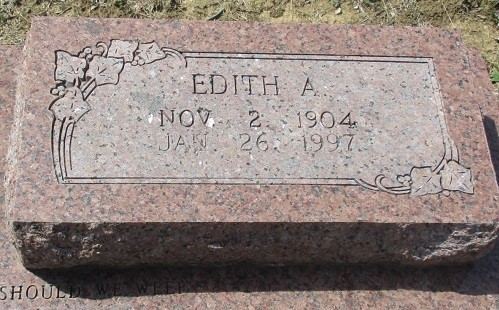 EDITH A.
NOV. 2, 1904
JAN. 26, 1997
SHOULD WE WEEP